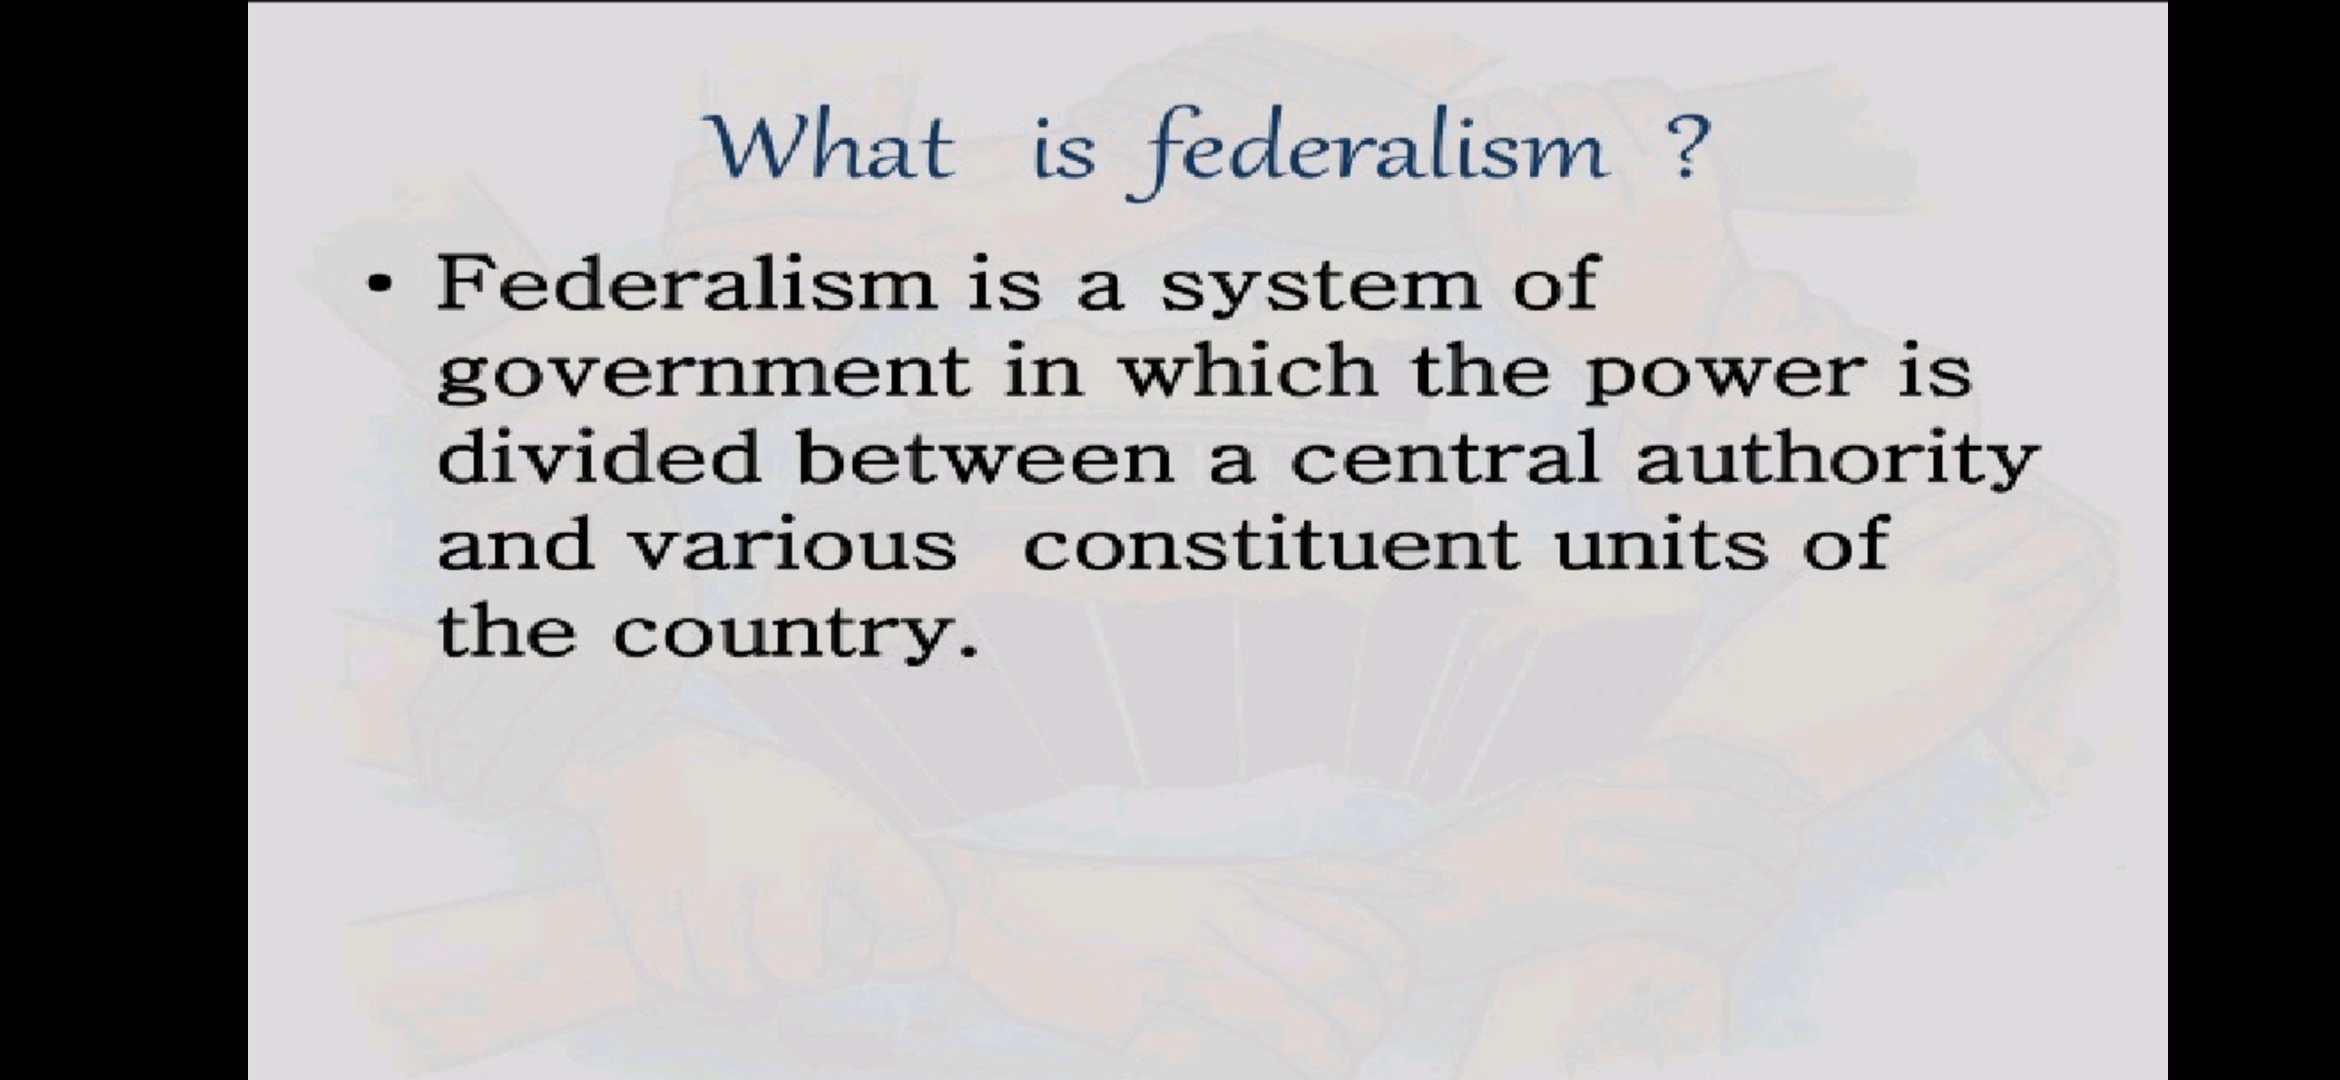 What is federalism ?
• Federalism is a system of
government in which the power is
divided between a central authority
and various constituent units of
the country.